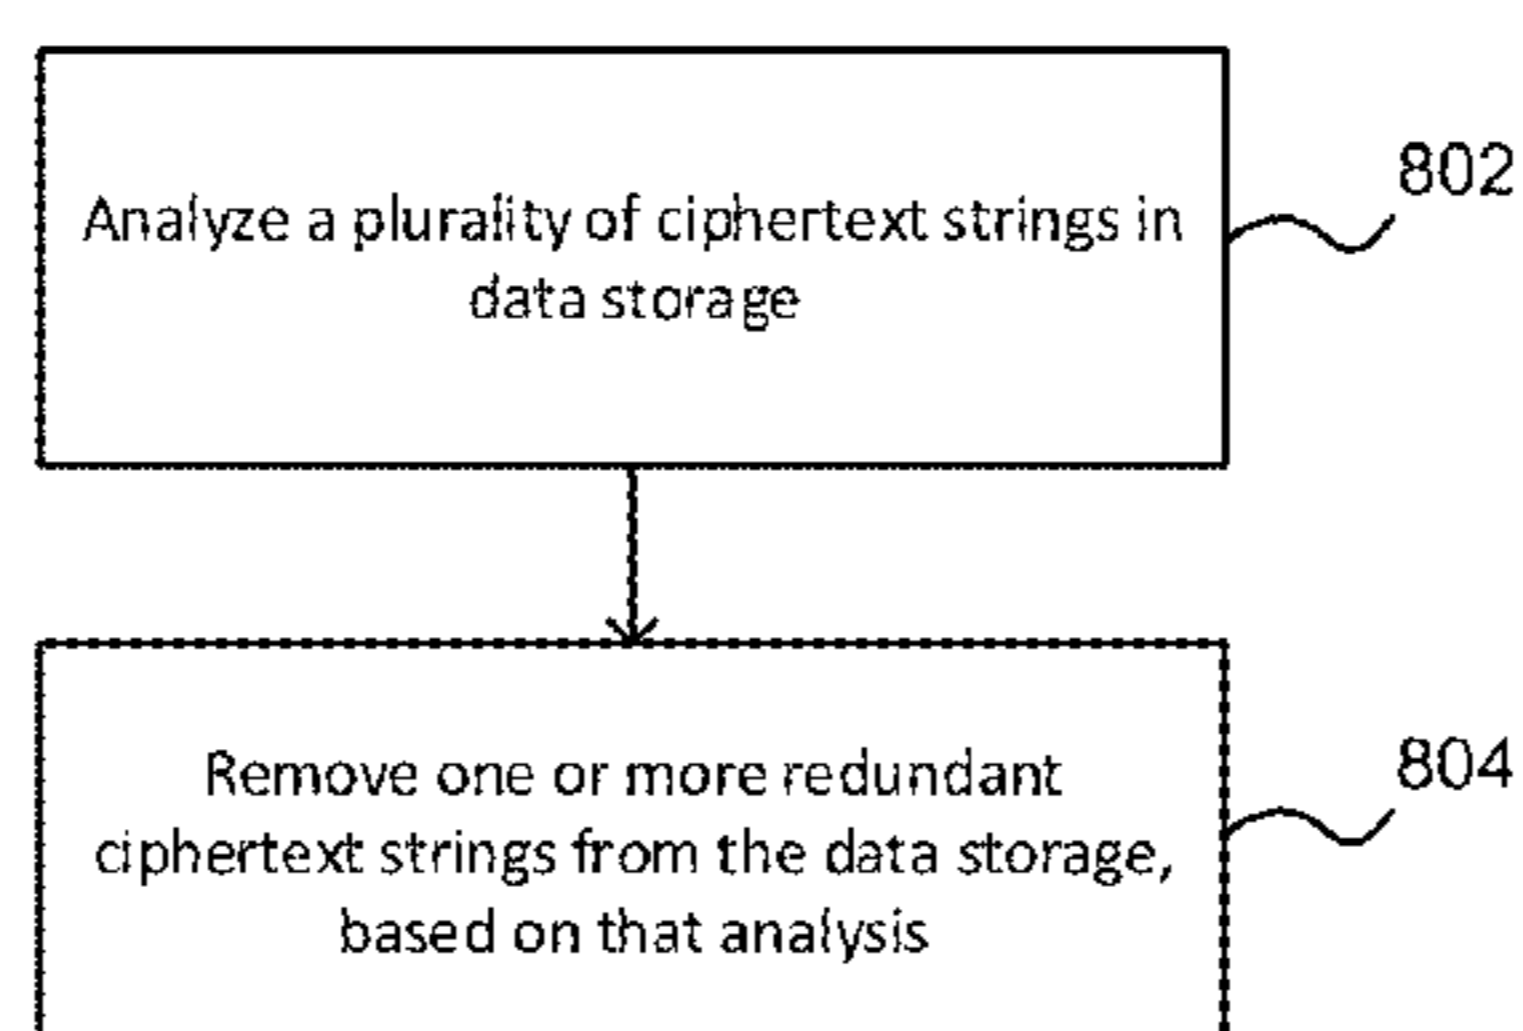 802
Analyze a plurality of ciphertext strings in
data storage
804
Remove one or more redundant
ciphertext strings from the data storage,
based on that analysis